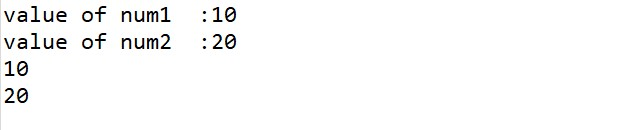 value of num1  :10
value of num2  :20
10
20